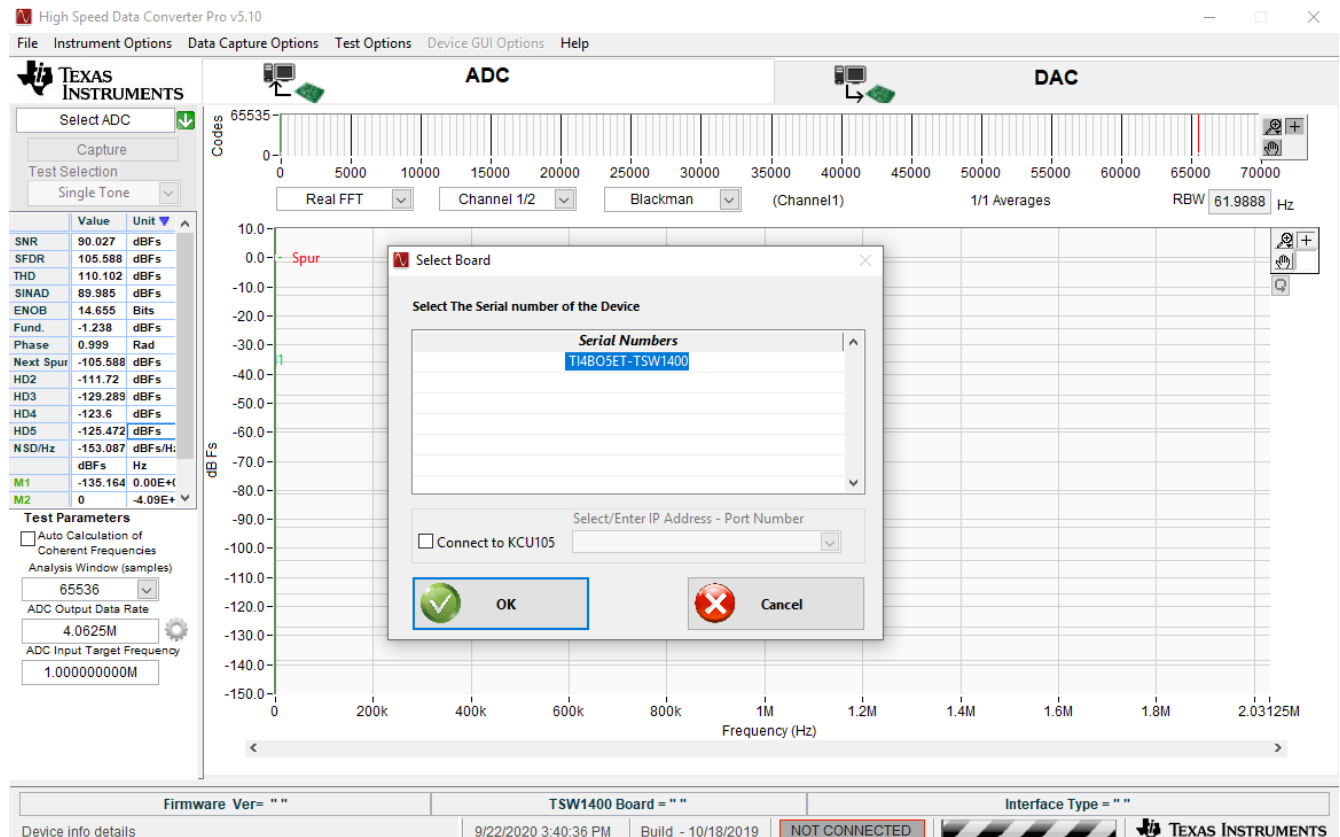 High Speed Data Converter Pro v5.10
File Instrument Options Data Capture Options Test Options Device GUI Options Help
TEXAS INSTRUMENTS
ADC
DAC
Select ADC
Capture
Test Selection
Single Tone
Codes
65535
0
0 5000 10000 15000 20000 25000 30000 35000 40000 45000 50000 55000 60000 65000 70000
Real FFT Channel 1/2 Blackman (Channel1) 1/1 Averages RBW 61.9888 Hz
Value Unit
SNR 90.027 dBFs
SFDR 105.588 dBFs
THD 110.102 dBFs
SINAD 89.985 dBFs
ENOB 14.655 Bits
Fund. -1.238 dBFs
Phase 0.999 Rad
Next Spur -105.588 dBFs
HD2 -111.72 dBFs
HD3 -129.289 dBFs
HD4 -123.6 dBFs
HD5 -125.472 dBFs
NSD/Hz -153.087 dBFs/Hz
dBFs Hz
M1 -135.164 0.00E+(
M2 0 -4.09E+
Test Parameters
Auto Calculation of
Coherent Frequencies
Analysis Window (samples)
65536
ADC Output Data Rate
4.0625M
ADC Input Target Frequency
1.000000000M
dB Fs
10.0
0.0
-10.0
-20.0
-30.0
-40.0
-50.0
-60.0
-70.0
-80.0
-90.0
-100.0
-110.0
-120.0
-130.0
-140.0
-150.0
Spur
0 200k 400k 600k 800k 1M 1.2M 1.4M 1.6M 1.8M 2.03125M
Frequency (Hz)
Select Board
Select The Serial number of the Device
Serial Numbers
TI4BO5ET-TSW1400
Select/Enter IP Address - Port Number
Connect to KCU105
OK
Cancel
Firmware Ver= " "
TSW1400 Board = " "
Interface Type = " "
Device info details
9/22/2020 3:40:36 PM
Build - 10/18/2019
NOT CONNECTED
TEXAS INSTRUMENTS